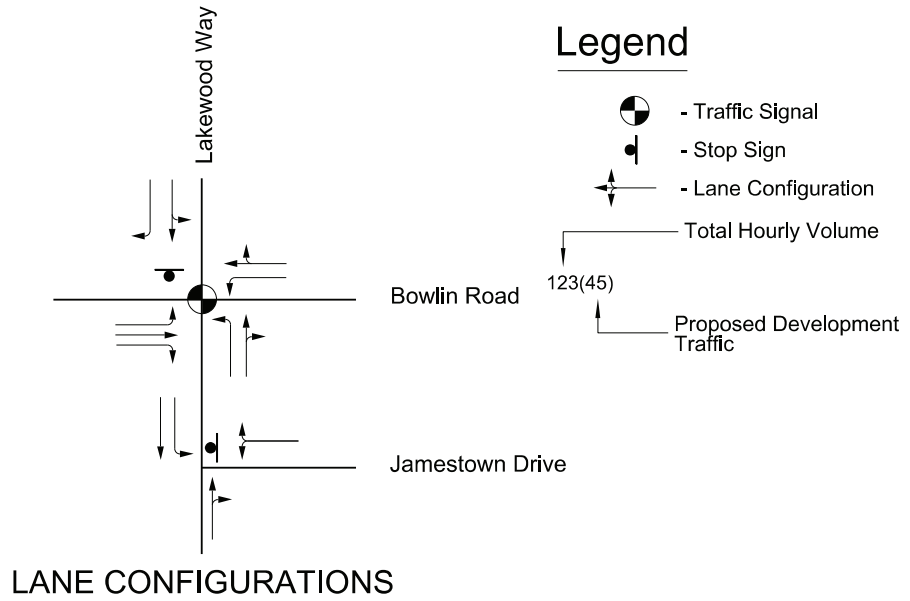 Lakewood Way
Legend
- Traffic Signal
- Stop Sign
- Lane Configuration
Total Hourly Volume
123(45)
Proposed Development
Traffic
Bowlin Road
Jamestown Drive
LANE CONFIGURATIONS